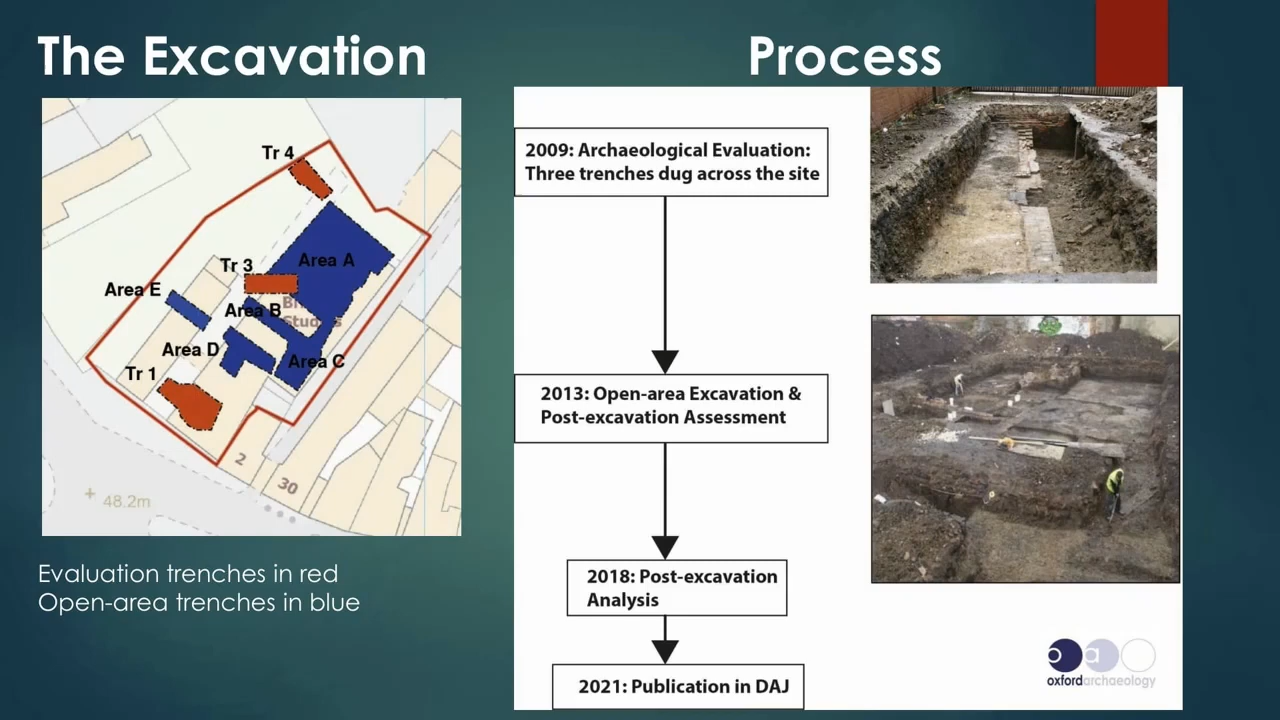 The Excavation
Process
Tr 4
Tr 3
Area A
Area E
Area B
Area D
Area C
Tr 1
2
30
48.2m
Evaluation trenches in red
Open-area trenches in blue
2009: Archaeological Evaluation:
Three trenches dug across the site
2013: Open-area Excavation &
Post-excavation Assessment
2018: Post-excavation
Analysis
2021: Publication in DAJ
o a
oxfordarchaeology